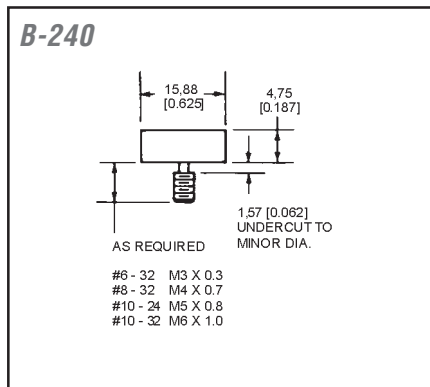 B-240
15,88
[0.625]
4,75
[0.187]
1,57 [0.062]
UNDERCUT TO
MINOR DIA.
AS REQUIRED
#6 - 32 M3 X 0.3
#8 - 32 M4 X 0.7
#10 - 24 M5 X 0.8
#10 - 32 M6 X 1.0